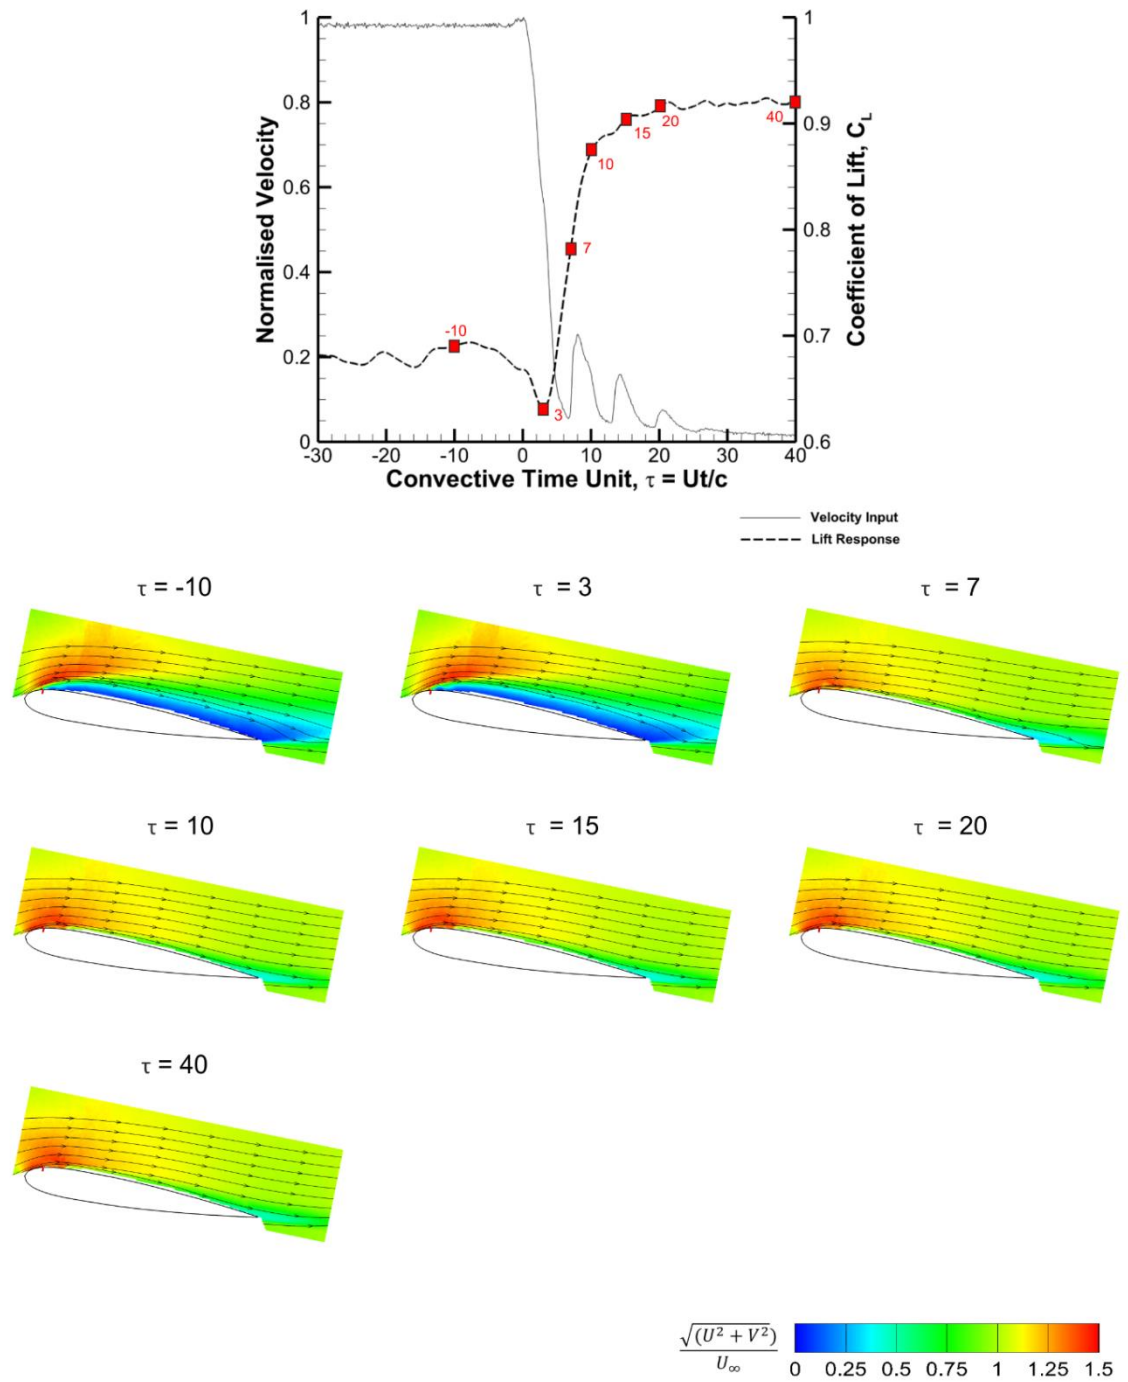 1 1
0.8 0.9
0.6 0.8
0.4 0.7
0.2
0 0.6
Normalised Velocity
Coefficient of Lift, C_L
-10
3
7
10
15
20
40
-30 -20 -10 0 10 20 30 40
Convective Time Unit, τ = Ut/c
Velocity Input
Lift Response
τ = -10 τ = 3 τ = 7
τ = 10 τ = 15 τ = 20
τ = 40
√(U² + V²)
U∞
0 0.25 0.5 0.75 1 1.25 1.5